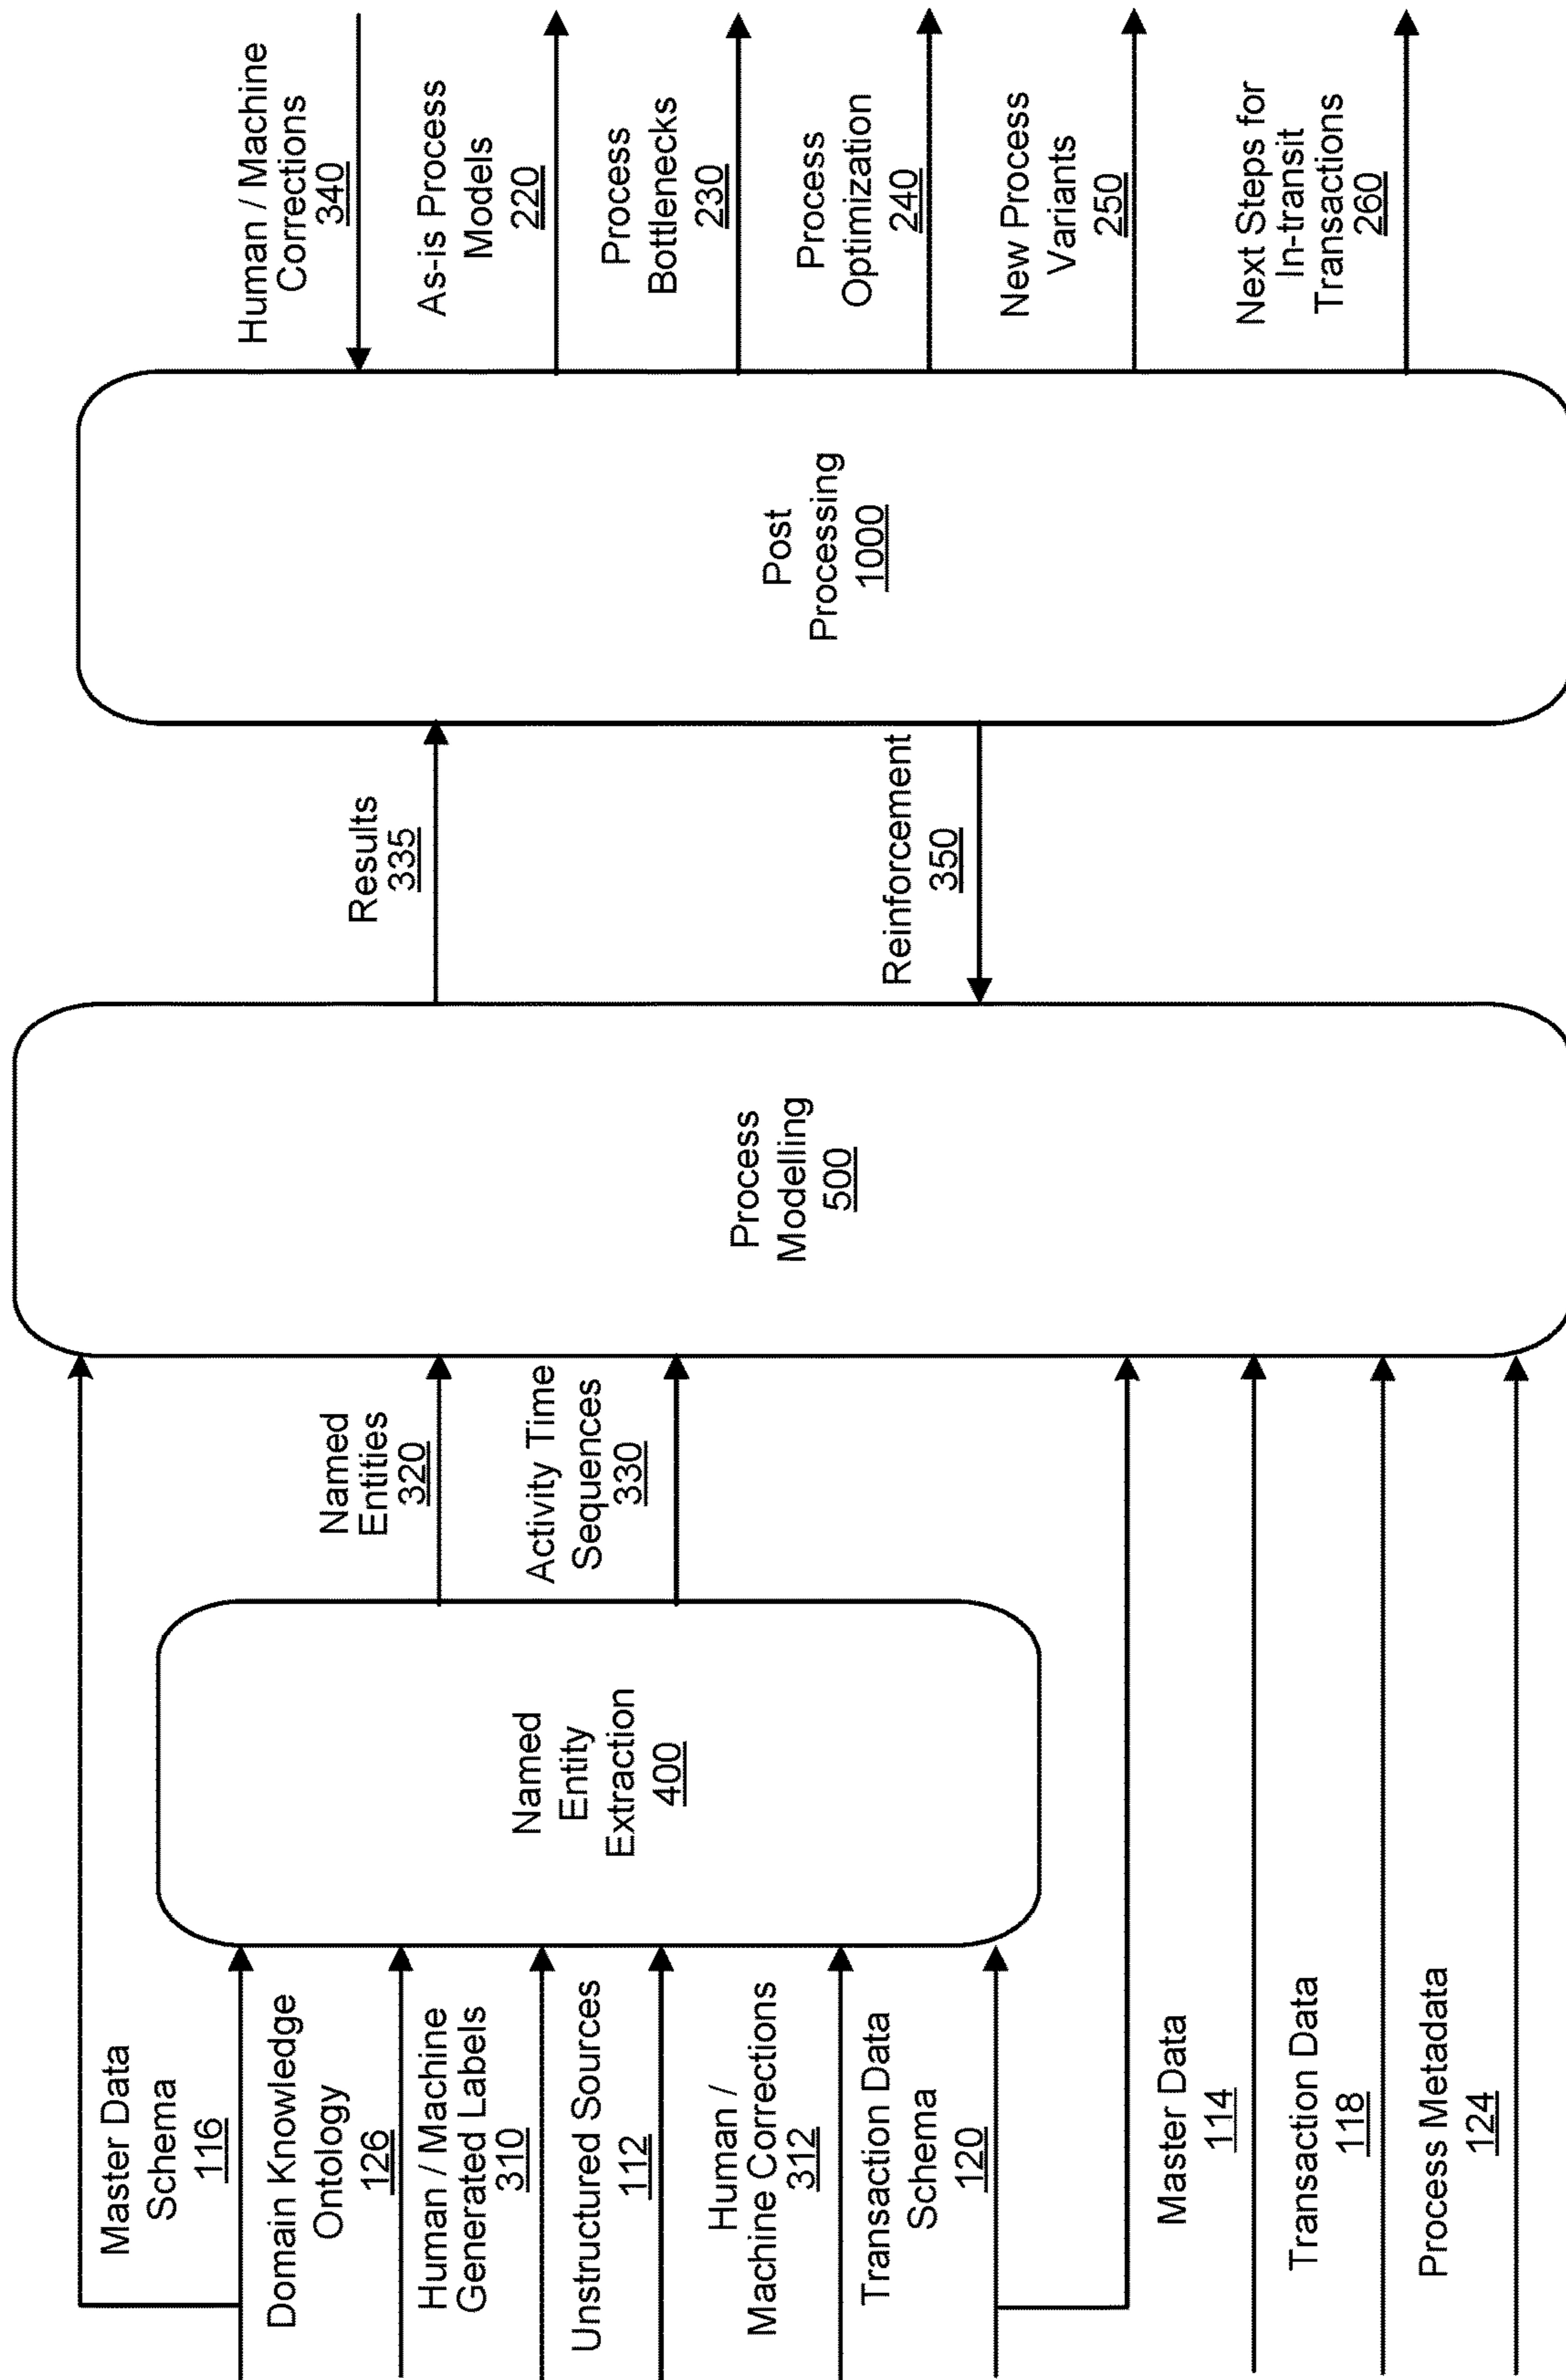 Master Data
Schema
116
Domain Knowledge
Ontology
126
Human / Machine
Generated Labels
310
Unstructured Sources
112
Human /
Machine Corrections
312
Transaction Data
Schema
120
Master Data
114
Transaction Data
118
Process Metadata
124
Named
Entity
Extraction
400
Named
Entities
320
Activity Time
Sequences
330
Process
Modelling
500
Results
335
Reinforcement
350
Post
Processing
1000
Human / Machine
Corrections
340
As-is Process
Models
220
Process
Bottlenecks
230
Process
Optimization
240
New Process
Variants
250
Next Steps for
In-transit
Transactions
260